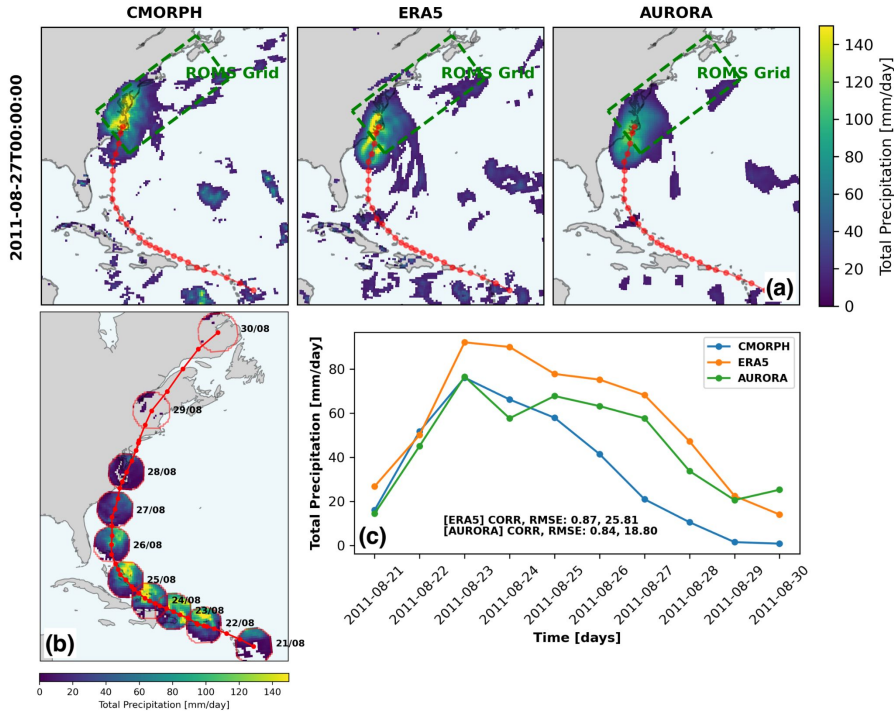 CMORPH
ERA5
AURORA
2011-08-27T00:00:00
ROMS Grid
ROMS Grid
ROMS Grid
(a)
140
120
100
80
60
40
20
0
Total Precipitation [mm/day]
30/08
29/08
28/08
27/08
26/08
25/08
24/08
23/08
22/08
21/08
(b)
0 20 40 60 80 100 120 140
Total Precipitation [mm/day]
Total Precipitation [mm/day]
80
60
40
20
0
CMORPH
ERA5
AURORA
[ERA5] CORR, RMSE: 0.87, 25.81
[AURORA] CORR, RMSE: 0.84, 18.80
(c)
2011-08-21
2011-08-22
2011-08-23
2011-08-24
2011-08-25
2011-08-26
2011-08-27
2011-08-28
2011-08-29
2011-08-30
Time [days]